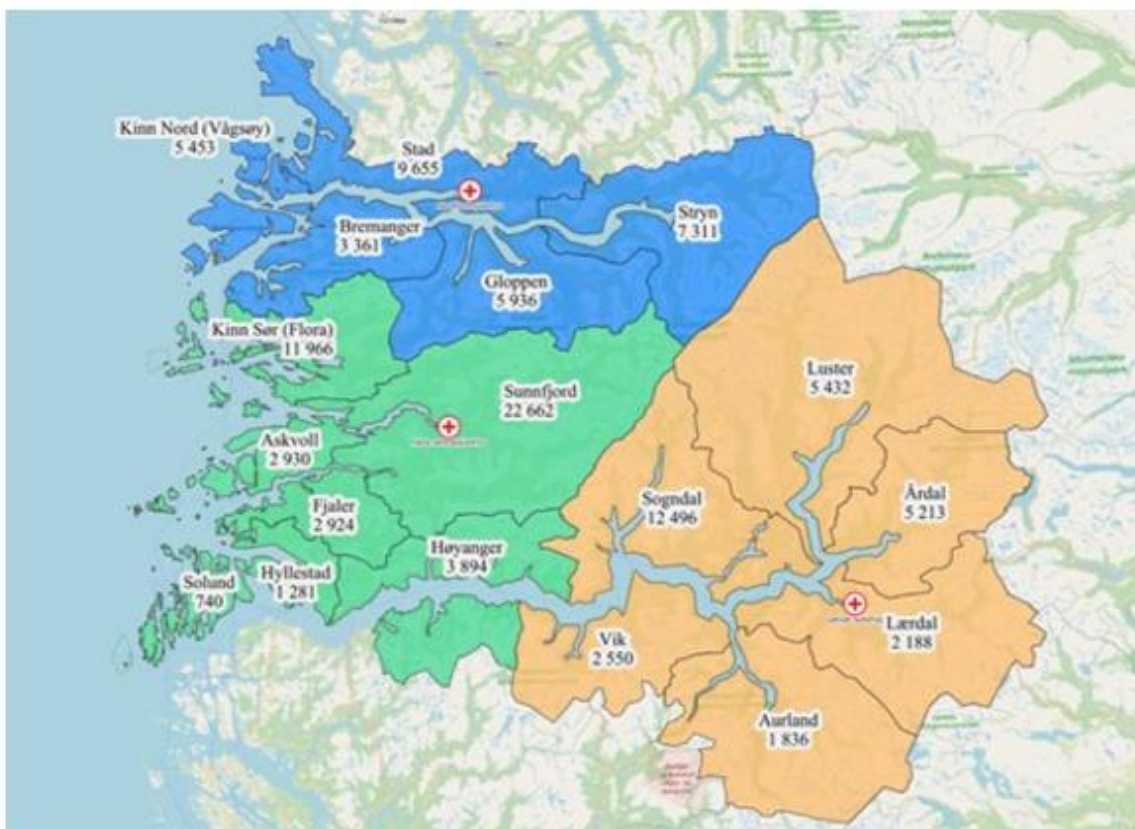 Kinn Nord (Vågsøy)
5 453
Stad
9 655
Bremanger
3 361
Stryn
7 311
Gloppen
5 936
Kinn Sør (Flora)
11 966
Sunnfjord
22 662
Luster
5 432
Askvoll
2 930
Sogndal
12 496
Årdal
5 213
Fjaler
2 924
Høyanger
3 894
Solund
740
Hyllestad
1 281
Lærdal
2 188
Vik
2 550
Aurland
1 836